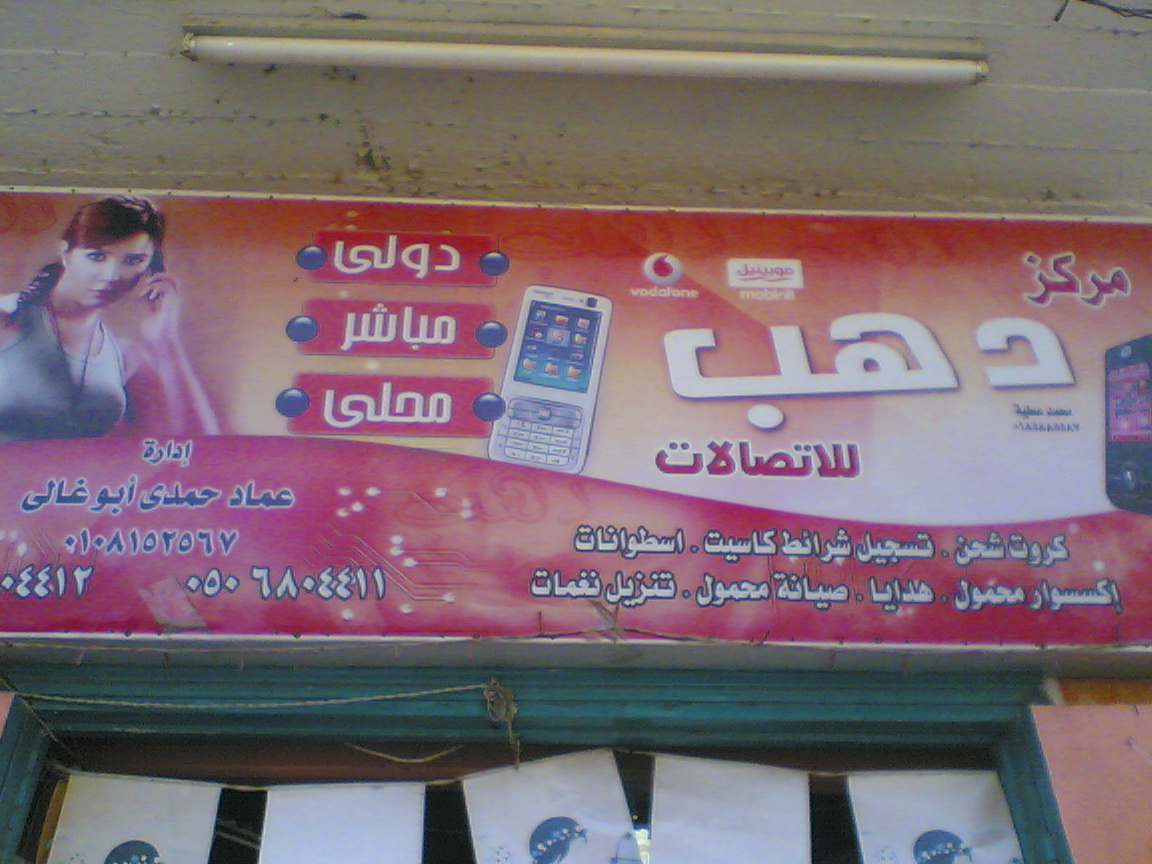 مركز
دهب
للاتصالات
vodafone
موبينيل
mobinil
دولى
مباشر
محلى
إدارة
عماد حمدى أبو غالى
٠١٠٨١٥٢٥٦٧
٠٥٠ ٦٨٠٤٤١١
٠٤٤١٢
كروت شحن . تسجيل شرائط كاسيت . اسطوانات
إكسسوار محمول . هدايا . صيانة محمول . تنزيل نغمات